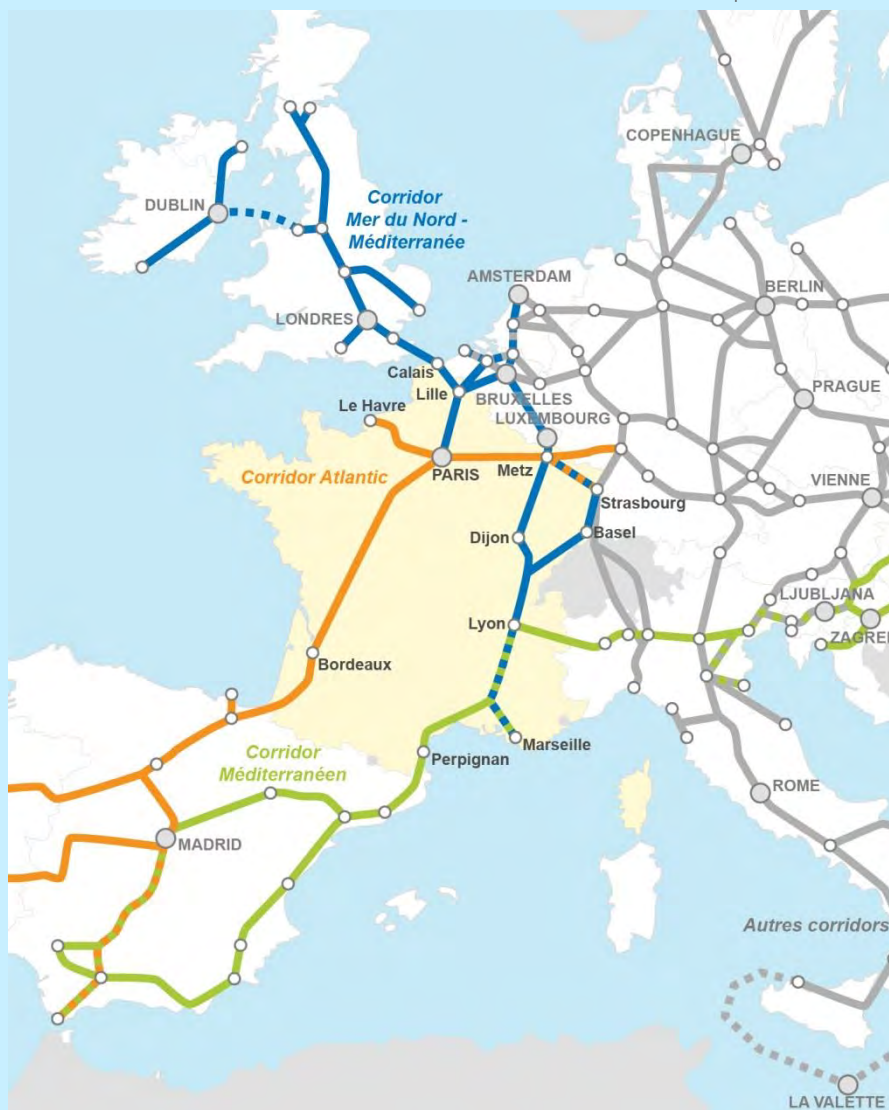 COPENHAGUE
DUBLIN
Corridor
Mer du Nord -
Méditerranée
AMSTERDAM
BERLIN
LONDRES
Calais
Lille
BRUXELLES
PRAGUE
Le Havre
LUXEMBOURG
Corridor Atlantic
PARIS
Metz
VIENNE
Strasbourg
Dijon
Basel
LJUBLJANA
Lyon
ZAGREB
Bordeaux
Corridor
Méditerranéen
Marseille
Perpignan
ROME
MADRID
Autres corridors
LA VALETTE